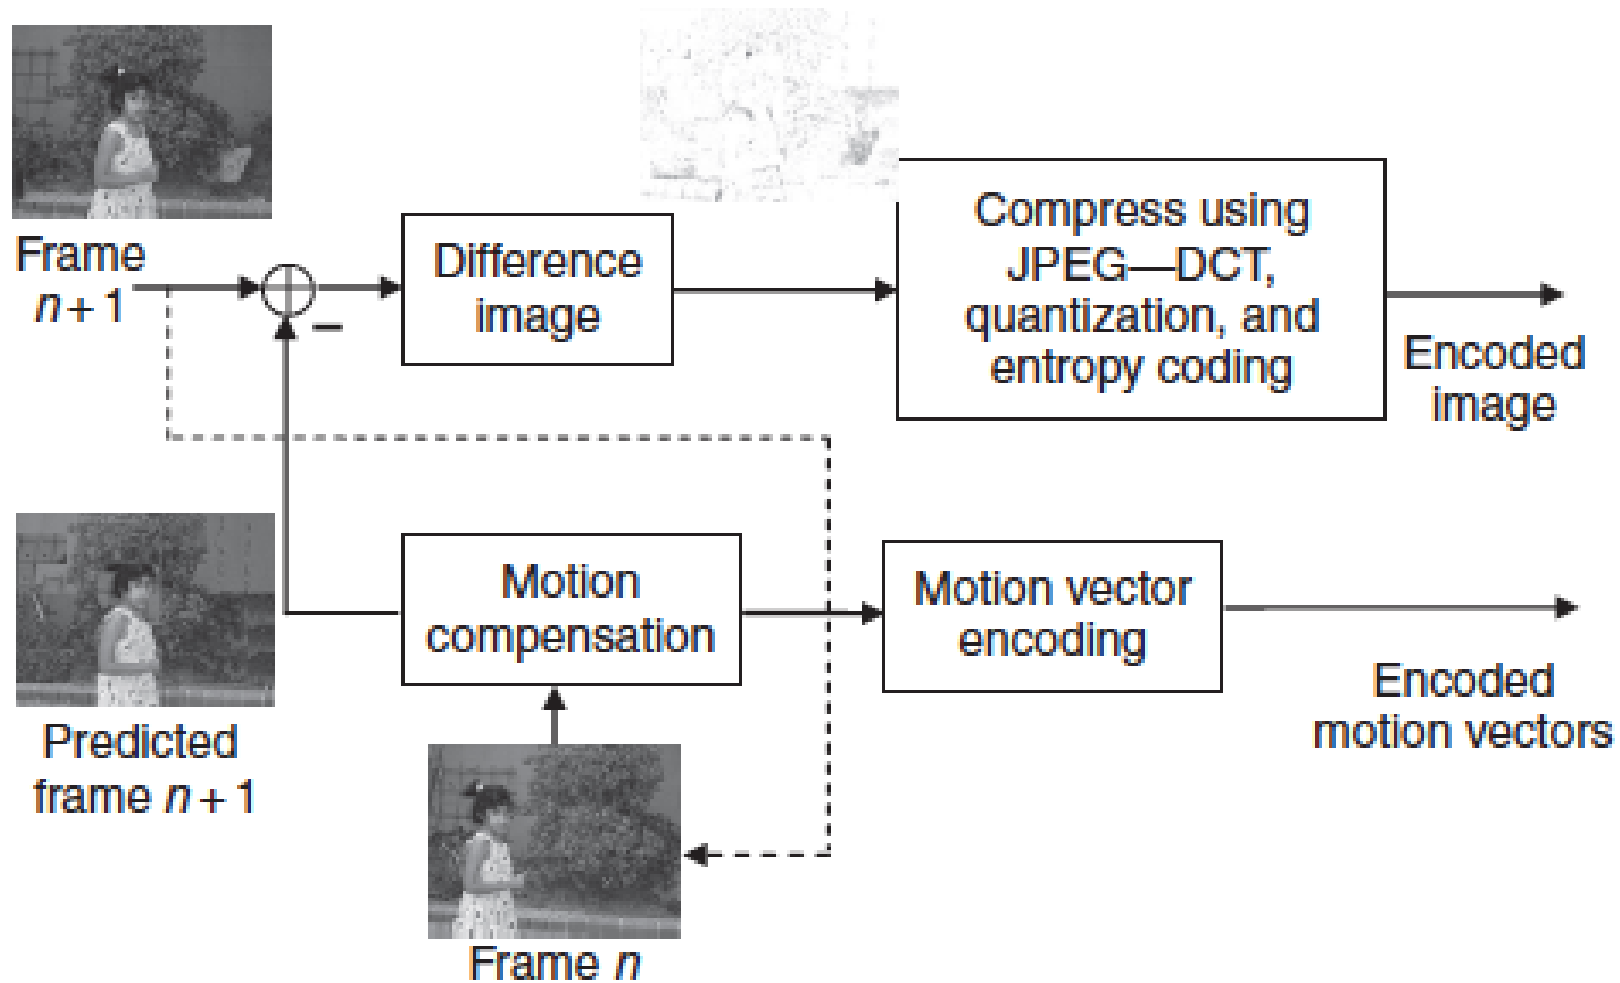 Frame
n + 1
−
Difference
image
Compress using
JPEG—DCT,
quantization, and
entropy coding
Encoded
image
Motion
compensation
Motion vector
encoding
Encoded
motion vectors
Predicted
frame n + 1
Frame n